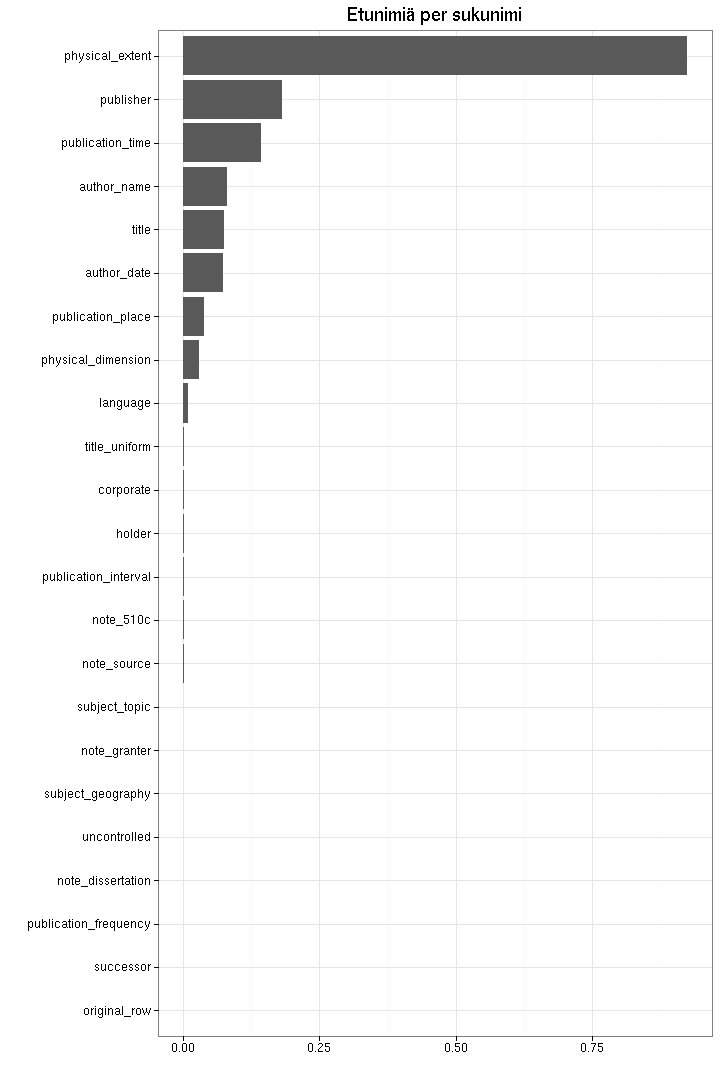 Etunimiä per sukunimi
physical_extent
publisher
publication_time
author_name
title
author_date
publication_place
physical_dimension
language
title_uniform
corporate
holder
publication_interval
note_510c
note_source
subject_topic
note_granter
subject_geography
uncontrolled
note_dissertation
publication_frequency
successor
original_row
0.00 0.25 0.50 0.75